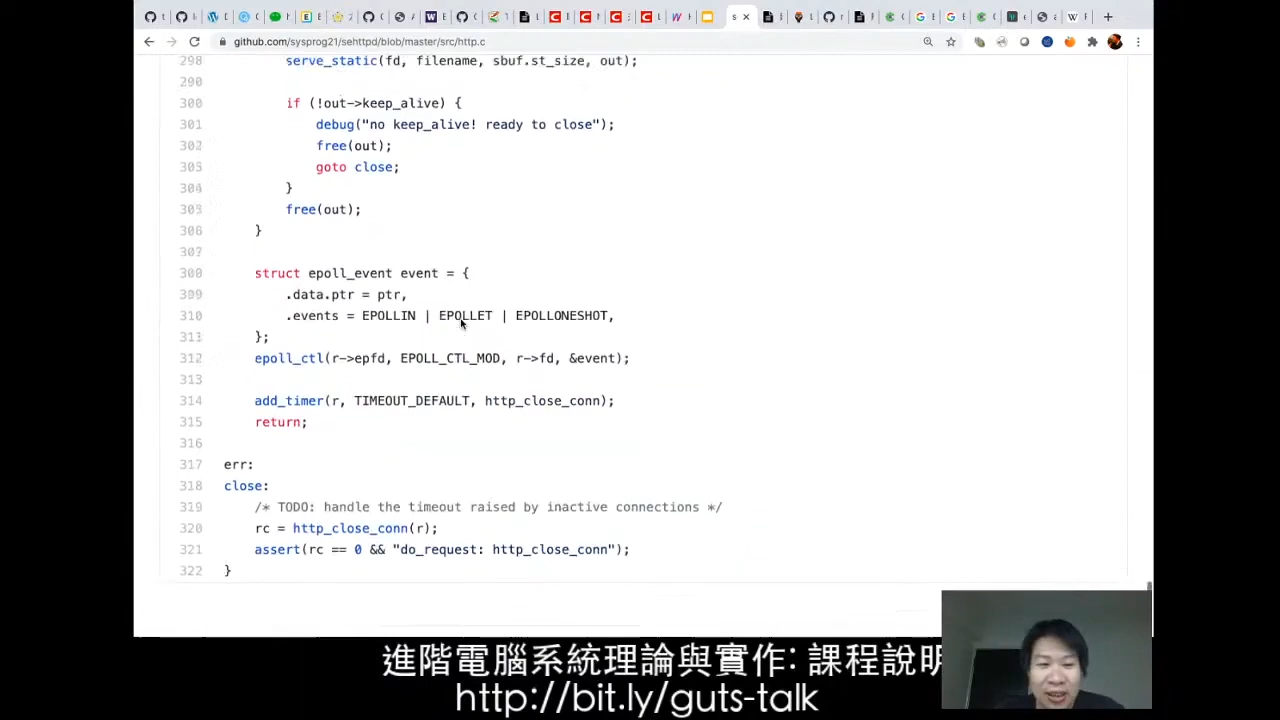 github.com/sysprog21/sehttpd/blob/master/src/http.c
298 serve_static(fd, filename, sbuf.st_size, out);
299
300 if (!out->keep_alive) {
301 debug("no keep_alive! ready to close");
302 free(out);
303 goto close;
304 }
305 free(out);
306 }
307
308 struct epoll_event event = {
309 .data.ptr = ptr,
310 .events = EPOLLIN | EPOLLET | EPOLLONESHOT,
311 };
312 epoll_ctl(r->epfd, EPOLL_CTL_MOD, r->fd, &event);
313
314 add_timer(r, TIMEOUT_DEFAULT, http_close_conn);
315 return;
316
317 err:
318 close:
319 /* TODO: handle the timeout raised by inactive connections */
320 rc = http_close_conn(r);
321 assert(rc == 0 && "do_request: http_close_conn");
322 }
進階電腦系統理論與實作: 課程說明
http://bit.ly/guts-talk